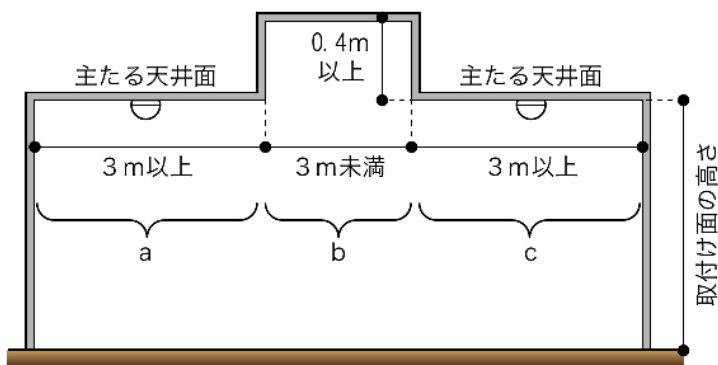 0.4m
以上
主たる天井面
主たる天井面
3m以上
3m未満
3m以上
a
b
c
取付け面の高さ